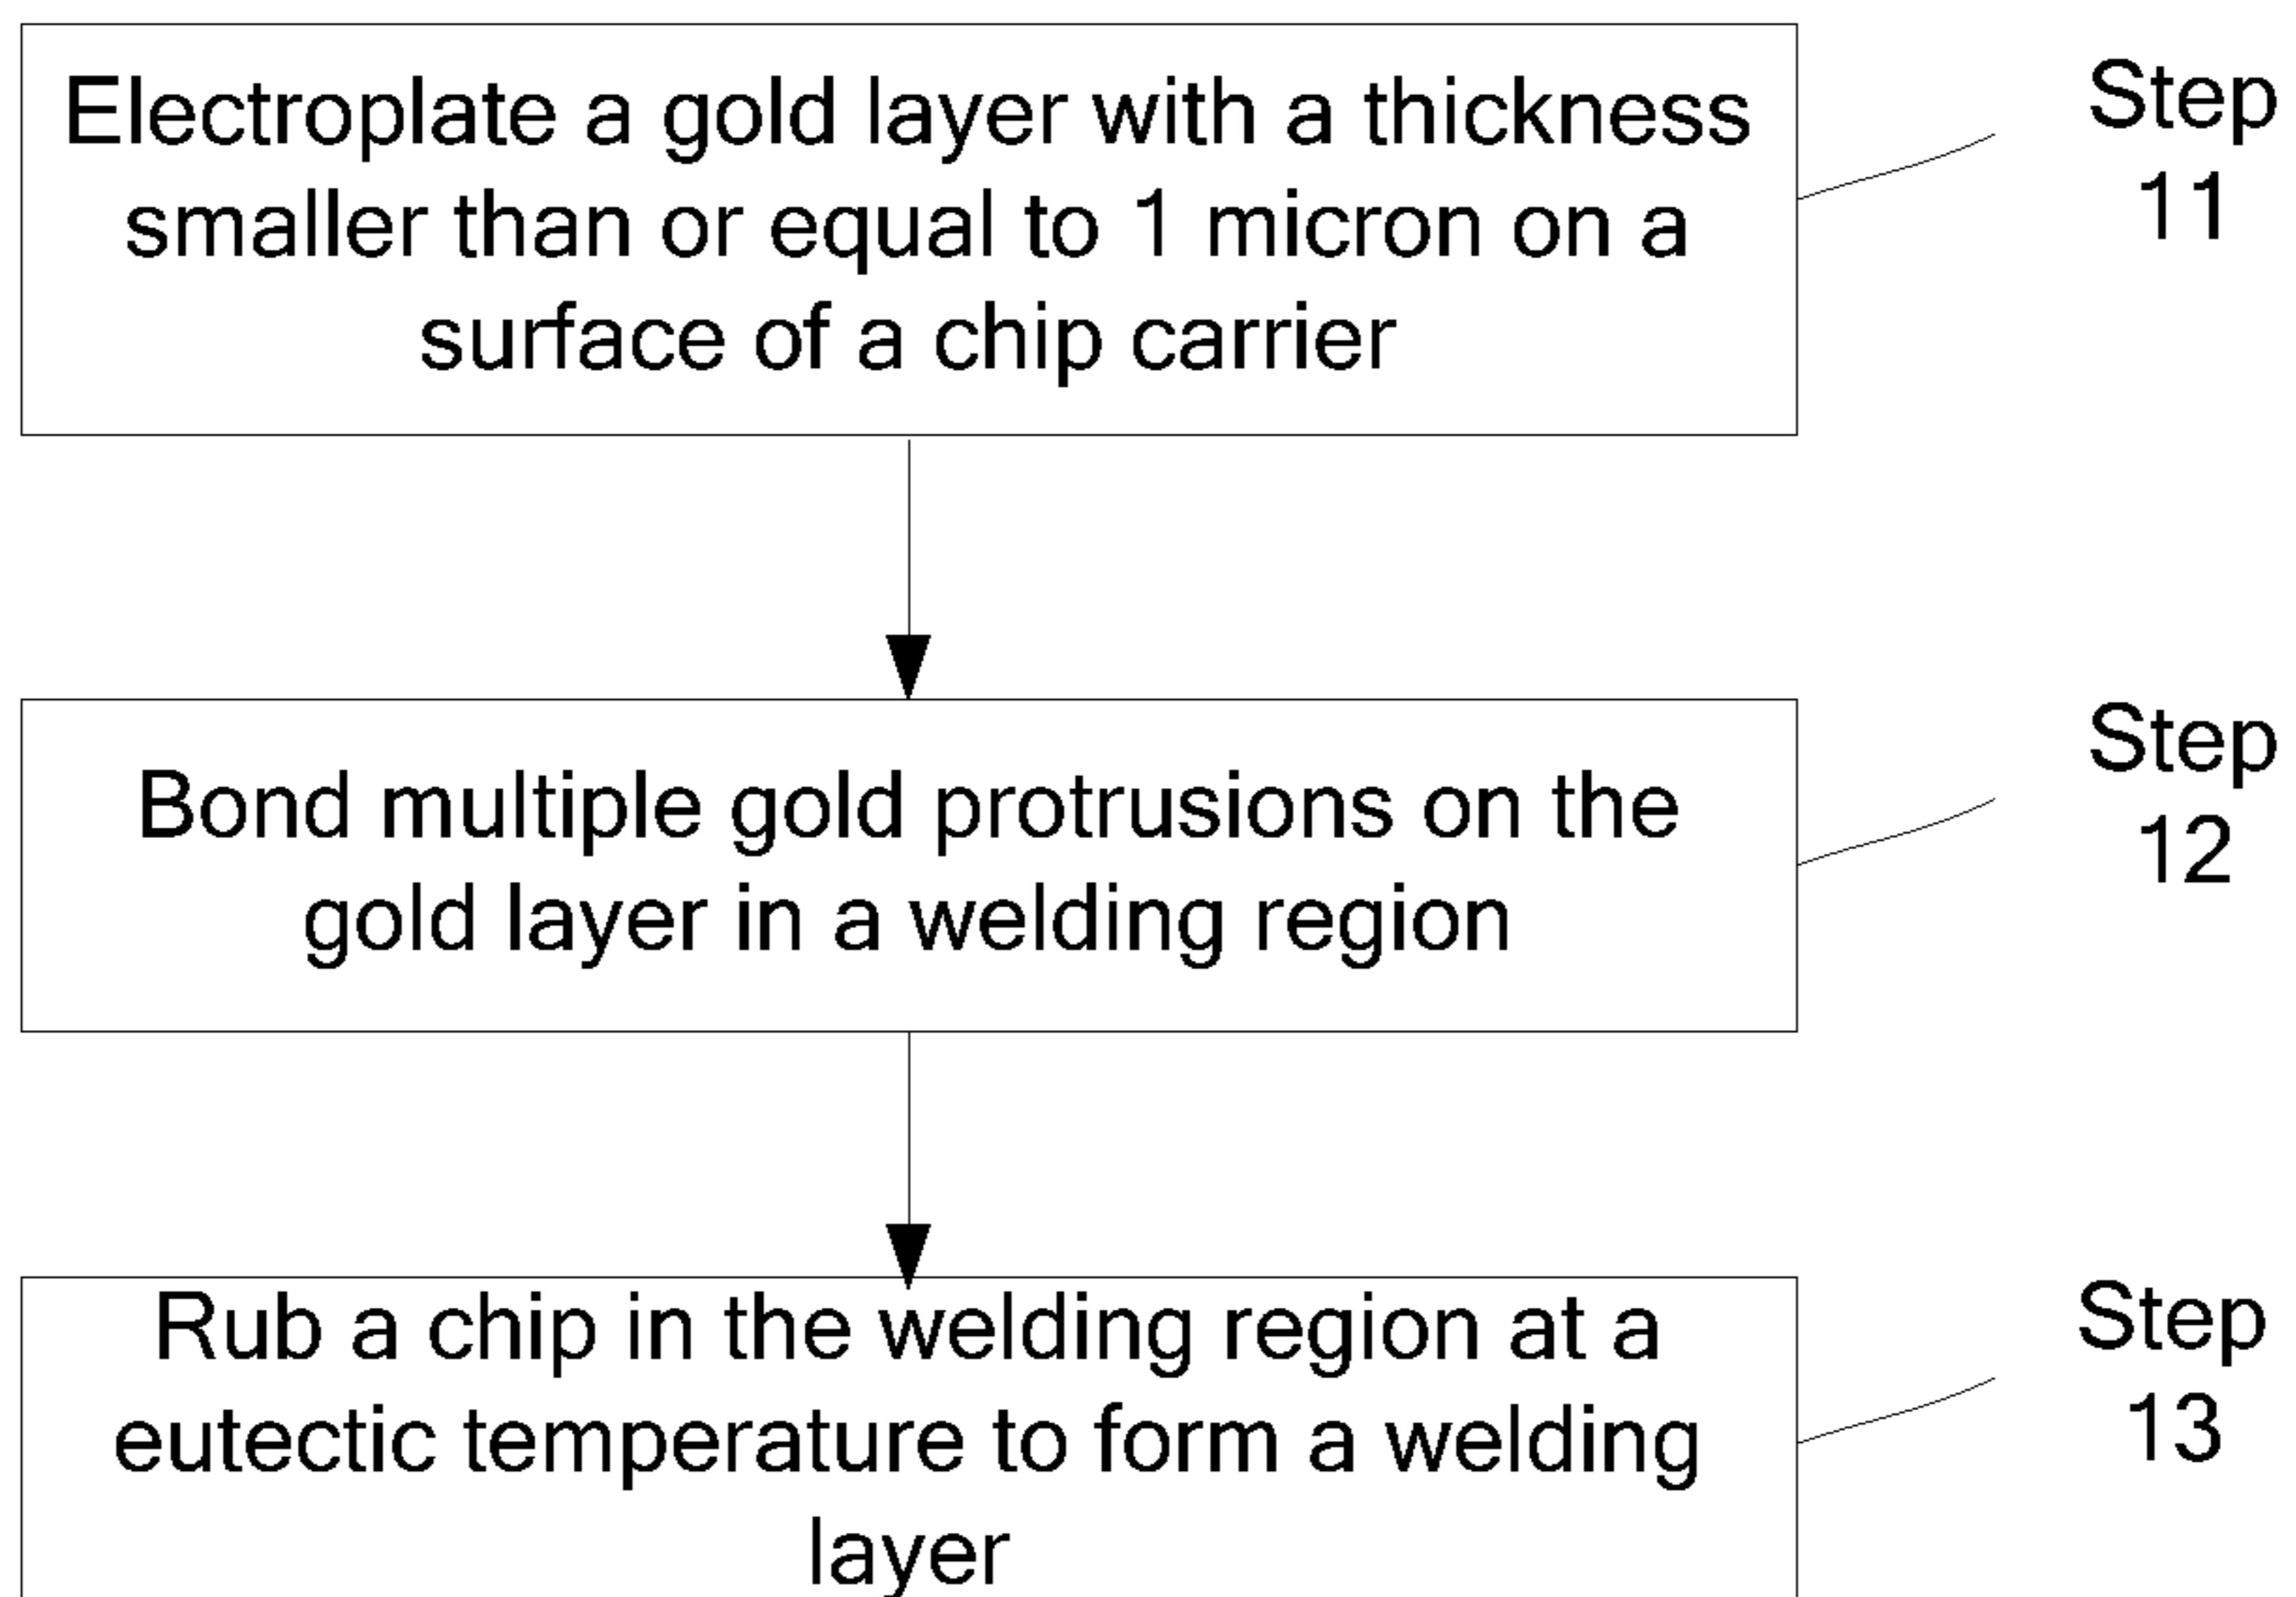 Electroplate a gold layer with a thickness
smaller than or equal to 1 micron on a
surface of a chip carrier
Step
11
Bond multiple gold protrusions on the
gold layer in a welding region
Step
12
Rub a chip in the welding region at a
eutectic temperature to form a welding
layer
Step
13